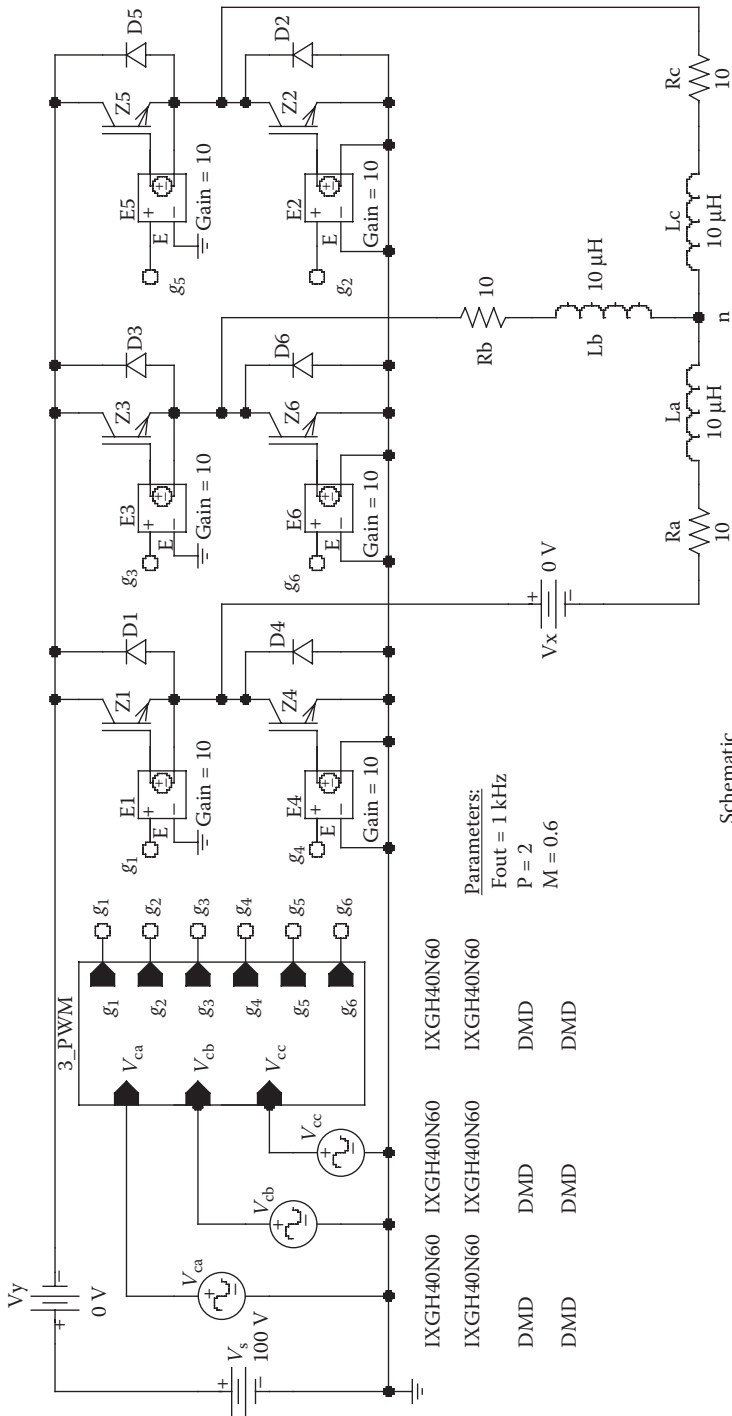 Vy
+
−
0 V
+
Vs
100 V
−
Vca
Vcb
Vcc
+
−
+
−
+
−
3_PWM
Vca
Vcb
Vcc
g1
g2
g3
g4
g5
g6
g1
g2
g3
g4
g5
g6
g1
E1
+
−
E
Gain = 10
Z1
D1
g4
E4
+
−
Gain = 10
Z4
D4
g3
E3
+
−
E
Gain = 10
Z3
D3
g6
E6
+
−
E
Gain = 10
Z6
D6
g5
E5
+
−
E
Gain = 10
Z5
D5
g2
E2
+
−
E
Gain = 10
Z2
D2
Vx
+
−
0 V
Rb
10
Lb
10 μH
Ra
10
La
10 μH
n
Lc
10 μH
Rc
10
Parameters:
Fout = 1 kHz
P = 2
M = 0.6
IXGH40N60 IXGH40N60 IXGH40N60
IXGH40N60 IXGH40N60 IXGH40N60
DMD DMD DMD
DMD DMD DMD
Schematic